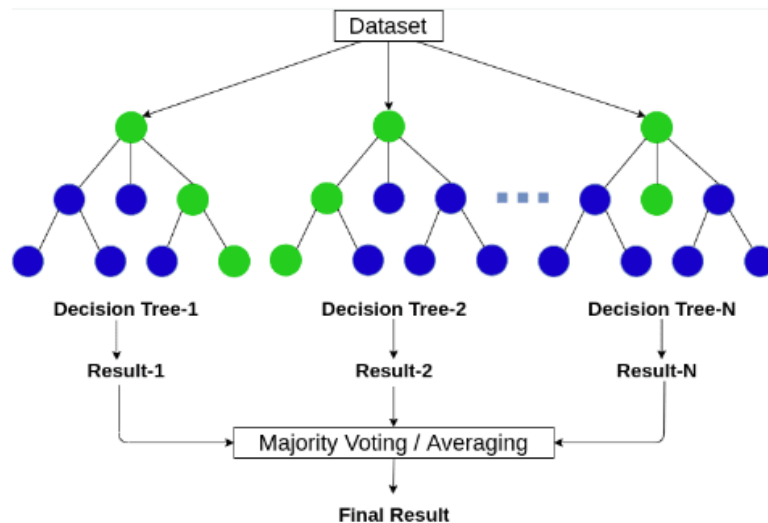 Dataset
Decision Tree-1
Decision Tree-2
Decision Tree-N
Result-1
Result-2
Result-N
Majority Voting / Averaging
Final Result